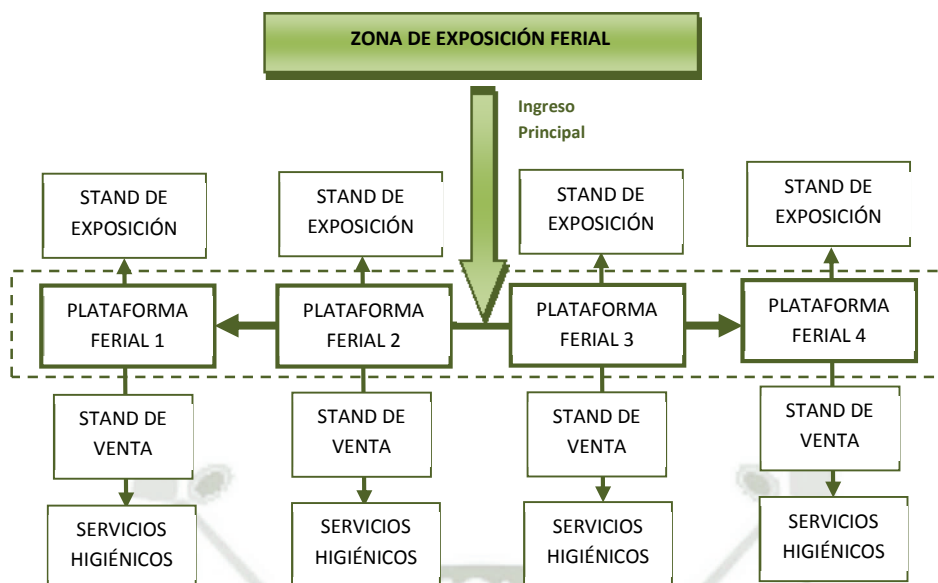 ZONA DE EXPOSICIÓN FERIAL
Ingreso
Principal
STAND DE
EXPOSICIÓN
STAND DE
EXPOSICIÓN
STAND DE
EXPOSICIÓN
STAND DE
EXPOSICIÓN
PLATAFORMA
FERIAL 1
PLATAFORMA
FERIAL 2
PLATAFORMA
FERIAL 3
PLATAFORMA
FERIAL 4
STAND DE
VENTA
STAND DE
VENTA
STAND DE
VENTA
STAND DE
VENTA
SERVICIOS
HIGIÉNICOS
SERVICIOS
HIGIÉNICOS
SERVICIOS
HIGIÉNICOS
SERVICIOS
HIGIÉNICOS